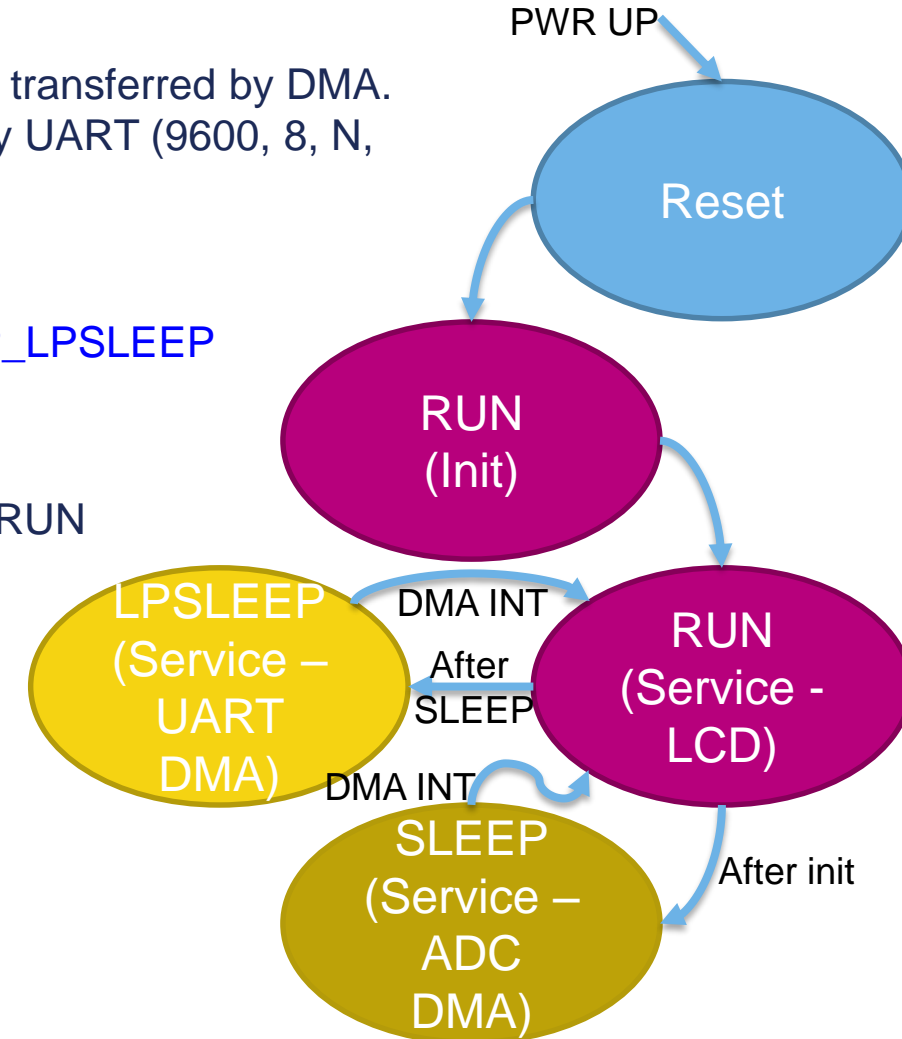 PWR UP
transferred by DMA.
y UART (9600, 8, N,
Reset
_LPSLEEP
RUN
(Init)
RUN
LPSLEEP
(Service –
UART
DMA)
DMA INT
After
SLEEP
RUN
(Service -
LCD)
DMA INT
SLEEP
(Service –
ADC
DMA)
After init